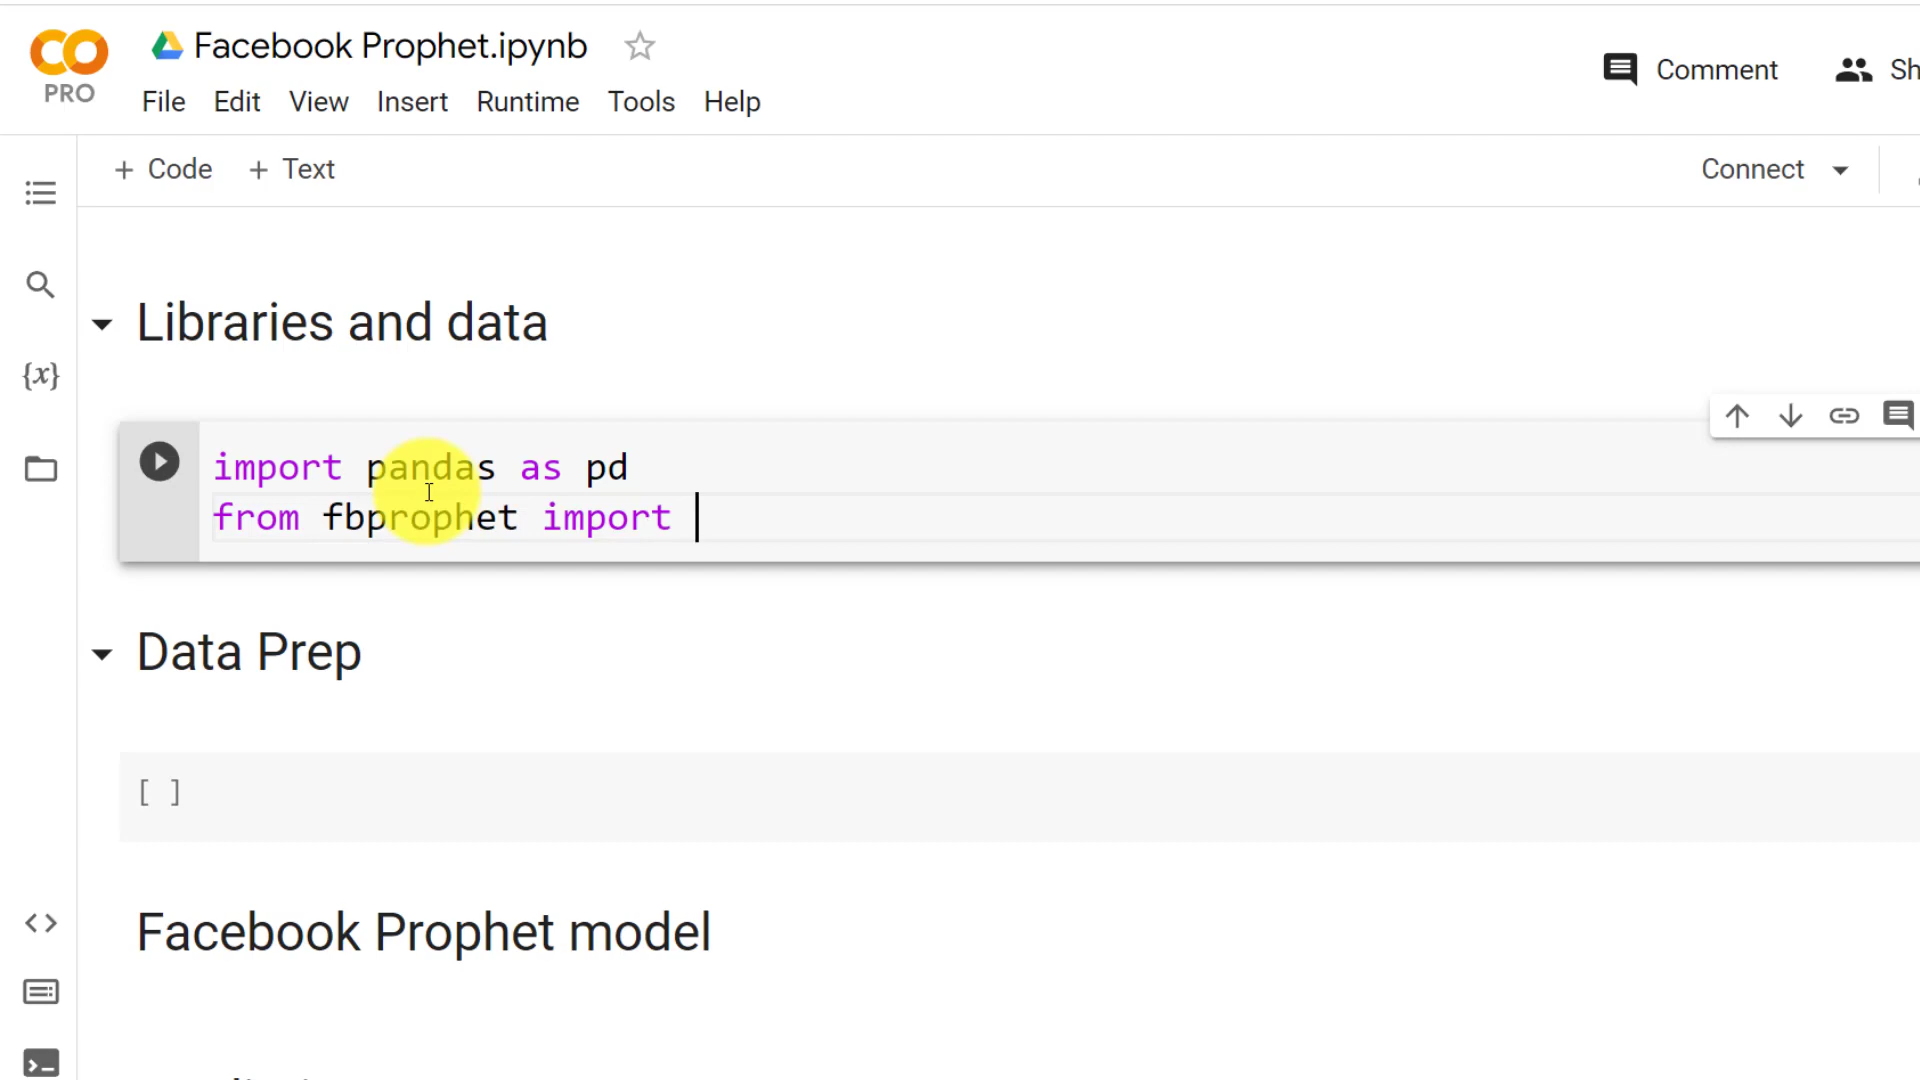 CO
PRO
Facebook Prophet.ipynb
File Edit View Insert Runtime Tools Help
Comment
Sh
+ Code + Text
Connect
Libraries and data
{x}
import pandas as pd
from fbprophet import
Data Prep
[ ]
Facebook Prophet model